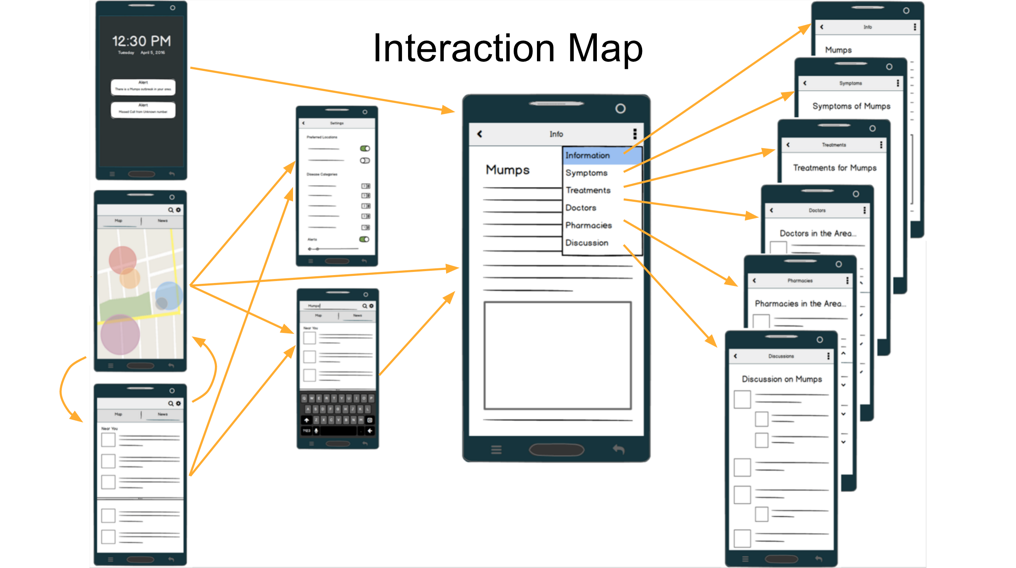 Interaction Map
12:30 PM
Tuesday April 5, 2016
Alert
There is a Mumps outbreak in your area
Alert
Missed Call from Unknown number
Map News
Map News
Near You
Settings
Preferred Locations
Disease Categories
Alerts
Map News
Near You
Info
Mumps
Information
Symptoms
Treatments
Doctors
Pharmacies
Discussion
Info
Mumps
Symptoms
Symptoms of Mumps
Treatments
Treatments for Mumps
Doctors
Doctors in the Area...
Pharmacies
Pharmacies in the Area...
Discussions
Discussion on Mumps